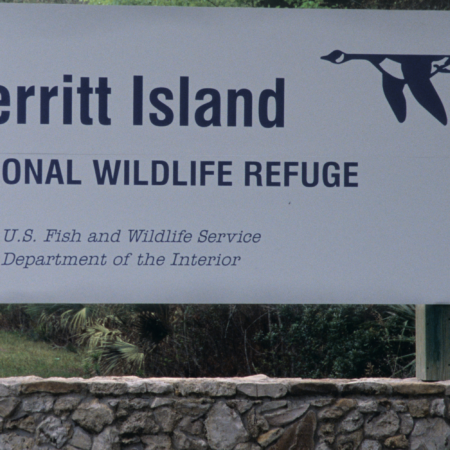 erritt Island
ONAL WILDLIFE REFUGE
U.S. Fish and Wildlife Service
Department of the Interior